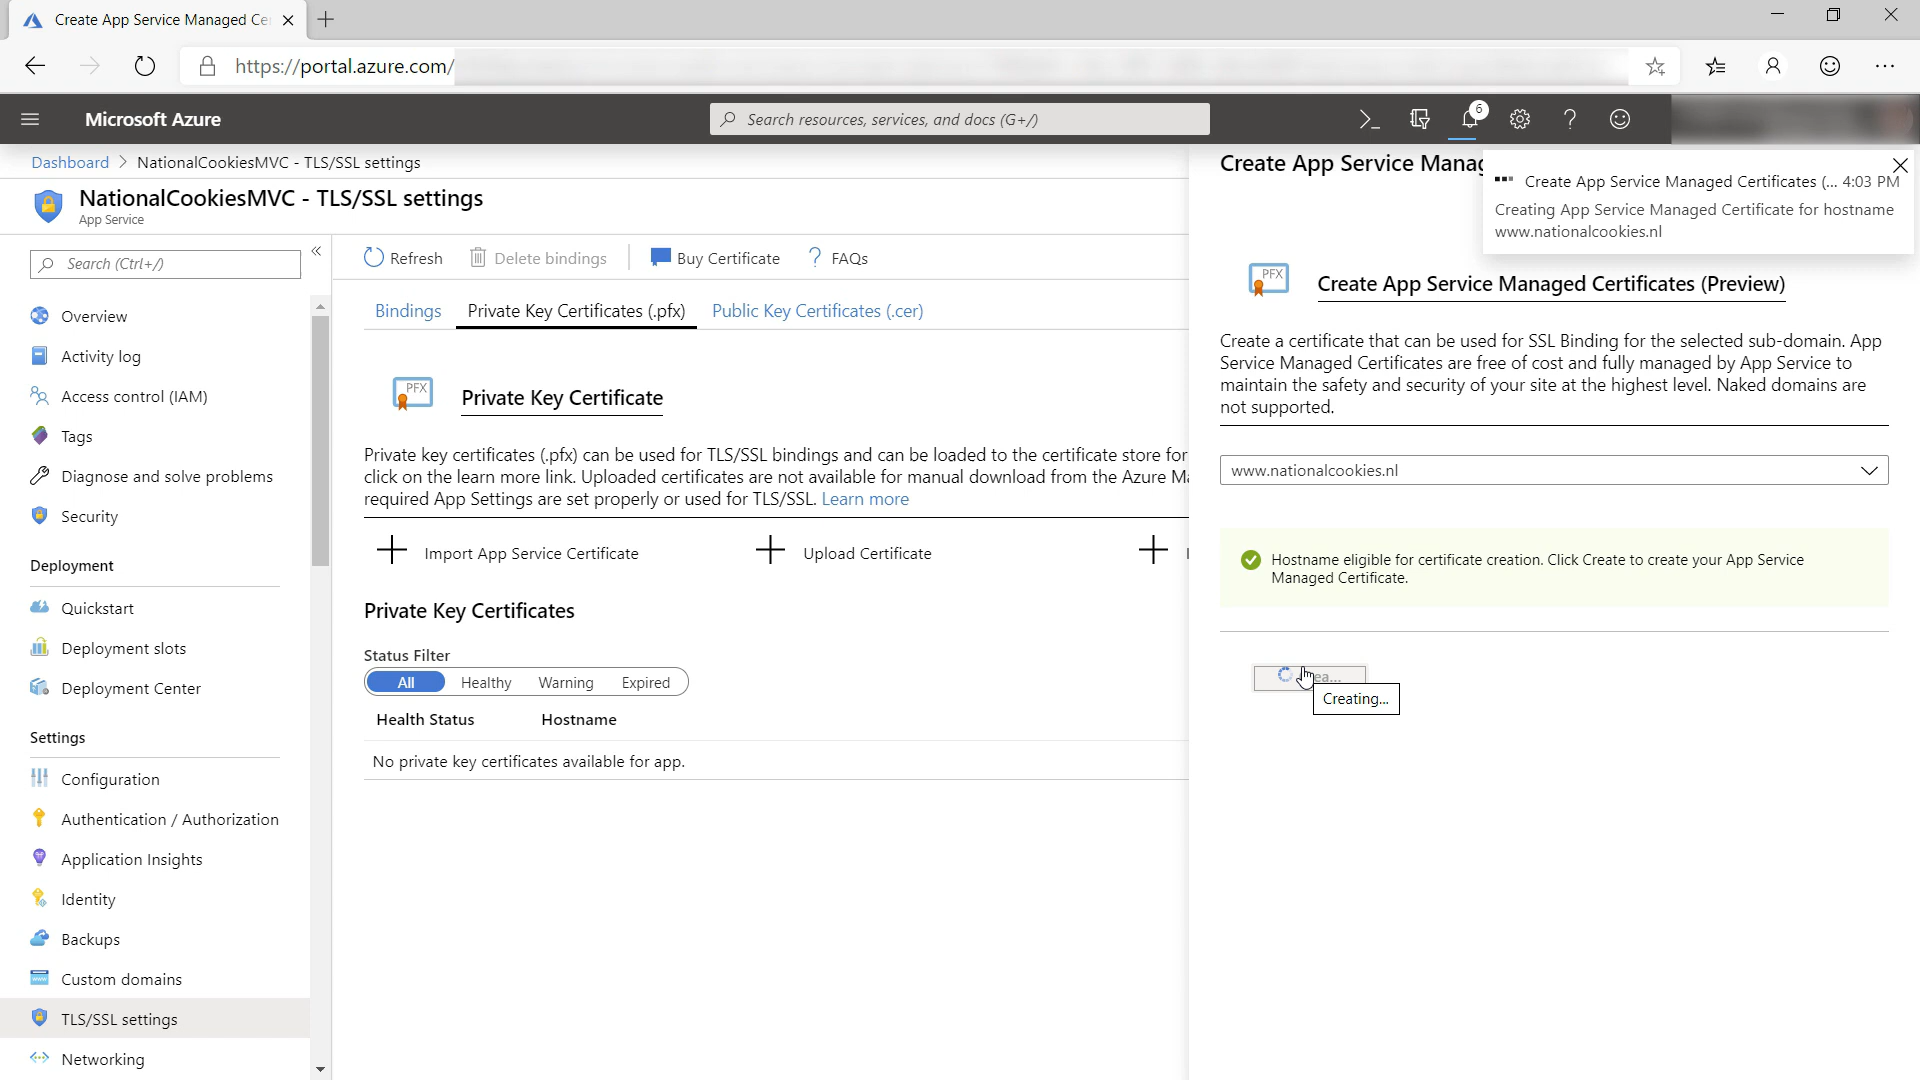 Create App Service Managed Ce
https://portal.azure.com/
Microsoft Azure
Search resources, services, and docs (G+/)
6
Dashboard > NationalCookiesMVC - TLS/SSL settings
NationalCookiesMVC - TLS/SSL settings
App Service
Search (Ctrl+/)
«
Overview
Activity log
Access control (IAM)
Tags
Diagnose and solve problems
Security
Deployment
Quickstart
Deployment slots
Deployment Center
Settings
Configuration
Authentication / Authorization
Application Insights
Identity
Backups
Custom domains
TLS/SSL settings
Networking
Refresh
Delete bindings
Buy Certificate
? FAQs
Bindings
Private Key Certificates (.pfx)
Public Key Certificates (.cer)
PFX
Private Key Certificate
Private key certificates (.pfx) can be used for TLS/SSL bindings and can be loaded to the certificate store for
click on the learn more link. Uploaded certificates are not available for manual download from the Azure Ma
required App Settings are set properly or used for TLS/SSL. Learn more
Import App Service Certificate
Upload Certificate
Private Key Certificates
Status Filter
All
Healthy
Warning
Expired
Health Status
Hostname
No private key certificates available for app.
Create App Service Manag
Create App Service Managed Certificates (... 4:03 PM
Creating App Service Managed Certificate for hostname
www.nationalcookies.nl
PFX
Create App Service Managed Certificates (Preview)
Create a certificate that can be used for SSL Binding for the selected sub-domain. App
Service Managed Certificates are free of cost and fully managed by App Service to
maintain the safety and security of your site at the highest level. Naked domains are
not supported.
www.nationalcookies.nl
Hostname eligible for certificate creation. Click Create to create your App Service
Managed Certificate.
Creating...